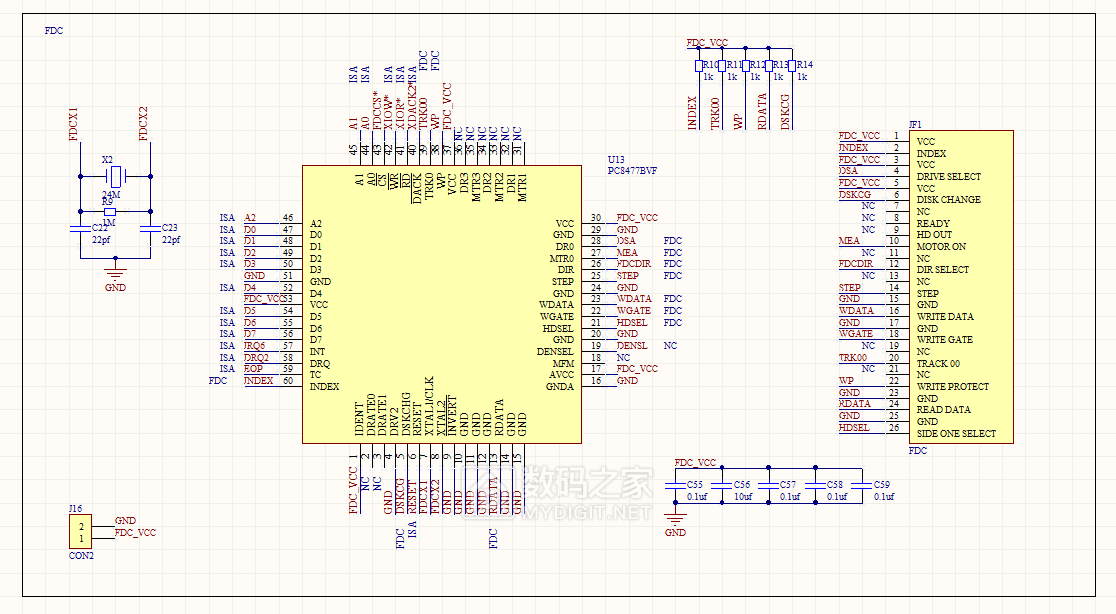 FDC
FDCX1
FDCX2
X2
24M
R9
1M
C22
22pf
C23
22pf
GND
ISA A1 45 A1
ISA A0 44 A0
FDCCS* 43 CS
ISA XIOW* 42 WR
ISA XIOR* 41 RD
ISA XDACK2* 40 DACK
FDC TRK00 39 TRK0
FDC WP 38 WP
FDC_VCC 37 VCC
NC 36 DR3
NC 35 MTR3
NC 34 DR2
NC 33 MTR2
NC 32 DR1
NC 31 MTR1
U13
PC8477BVF
ISA A2 46 A2
ISA D0 47 D0
ISA D1 48 D1
ISA D2 49 D2
ISA D3 50 D3
GND 51 GND
ISA D4 52 D4
FDC_VCC 53 VCC
ISA D5 54 D5
ISA D6 55 D6
ISA D7 56 D7
ISA IRQ6 57 INT
ISA DRQ2 58 DRQ
ISA EOP 59 TC
FDC INDEX 60 INDEX
VCC 30 FDC_VCC
GND 29 GND
DR0 28 DSA FDC
MTR0 27 MEA FDC
DIR 26 FDCDIR FDC
STEP 25 STEP FDC
GND 24 GND
WDATA 23 WDATA FDC
WGATE 22 WGATE FDC
HDSEL 21 HDSEL FDC
GND 20 GND
DENSEL 19 DENSL NC
MFM 18 NC
AVCC 17 FDC_VCC
GNDA 16 GND
IDENT 1 FDC_VCC
DRATE0 2 NC
DRATE1 3 NC
DRV2 4 GND
DSKCHG 5 DSKCG FDC
RESET 6 RESET ISA
XTAL1/CLK 7 FDCX1
XTAL2 8 FDCX2
INVERT 9 GND
GND 10 GND
GND 11 GND
GND 12 GND
RDATA 13 RDATA FDC
GND 14 GND
GND 15 GND
FDC_VCC
R10 R11 R12 R13 R14
1k 1k 1k 1k 1k
INDEX TRK00 WP RDATA DSKCG
JF1
FDC_VCC 1 VCC
INDEX 2 INDEX
FDC_VCC 3 VCC
DSA 4 DRIVE SELECT
FDC_VCC 5 VCC
DSKCG 6 DISK CHANGE
NC 7 NC
NC 8 READY
NC 9 HD OUT
MEA 10 MOTOR ON
NC 11 NC
FDCDIR 12 DIR SELECT
NC 13 NC
STEP 14 STEP
GND 15 GND
WDATA 16 WRITE DATA
GND 17 GND
WGATE 18 WRITE GATE
NC 19 NC
TRK00 20 TRACK 00
NC 21 NC
WP 22 WRITE PROTECT
GND 23 GND
RDATA 24 READ DATA
GND 25 GND
HDSEL 26 SIDE ONE SELECT
FDC
FDC_VCC
C55 C56 C57 C58 C59
0.1uf 10uf 0.1uf 0.1uf 0.1uf
GND
J16
2 GND
1 FDC_VCC
CON2
数码之家
MYDIGIT.NET